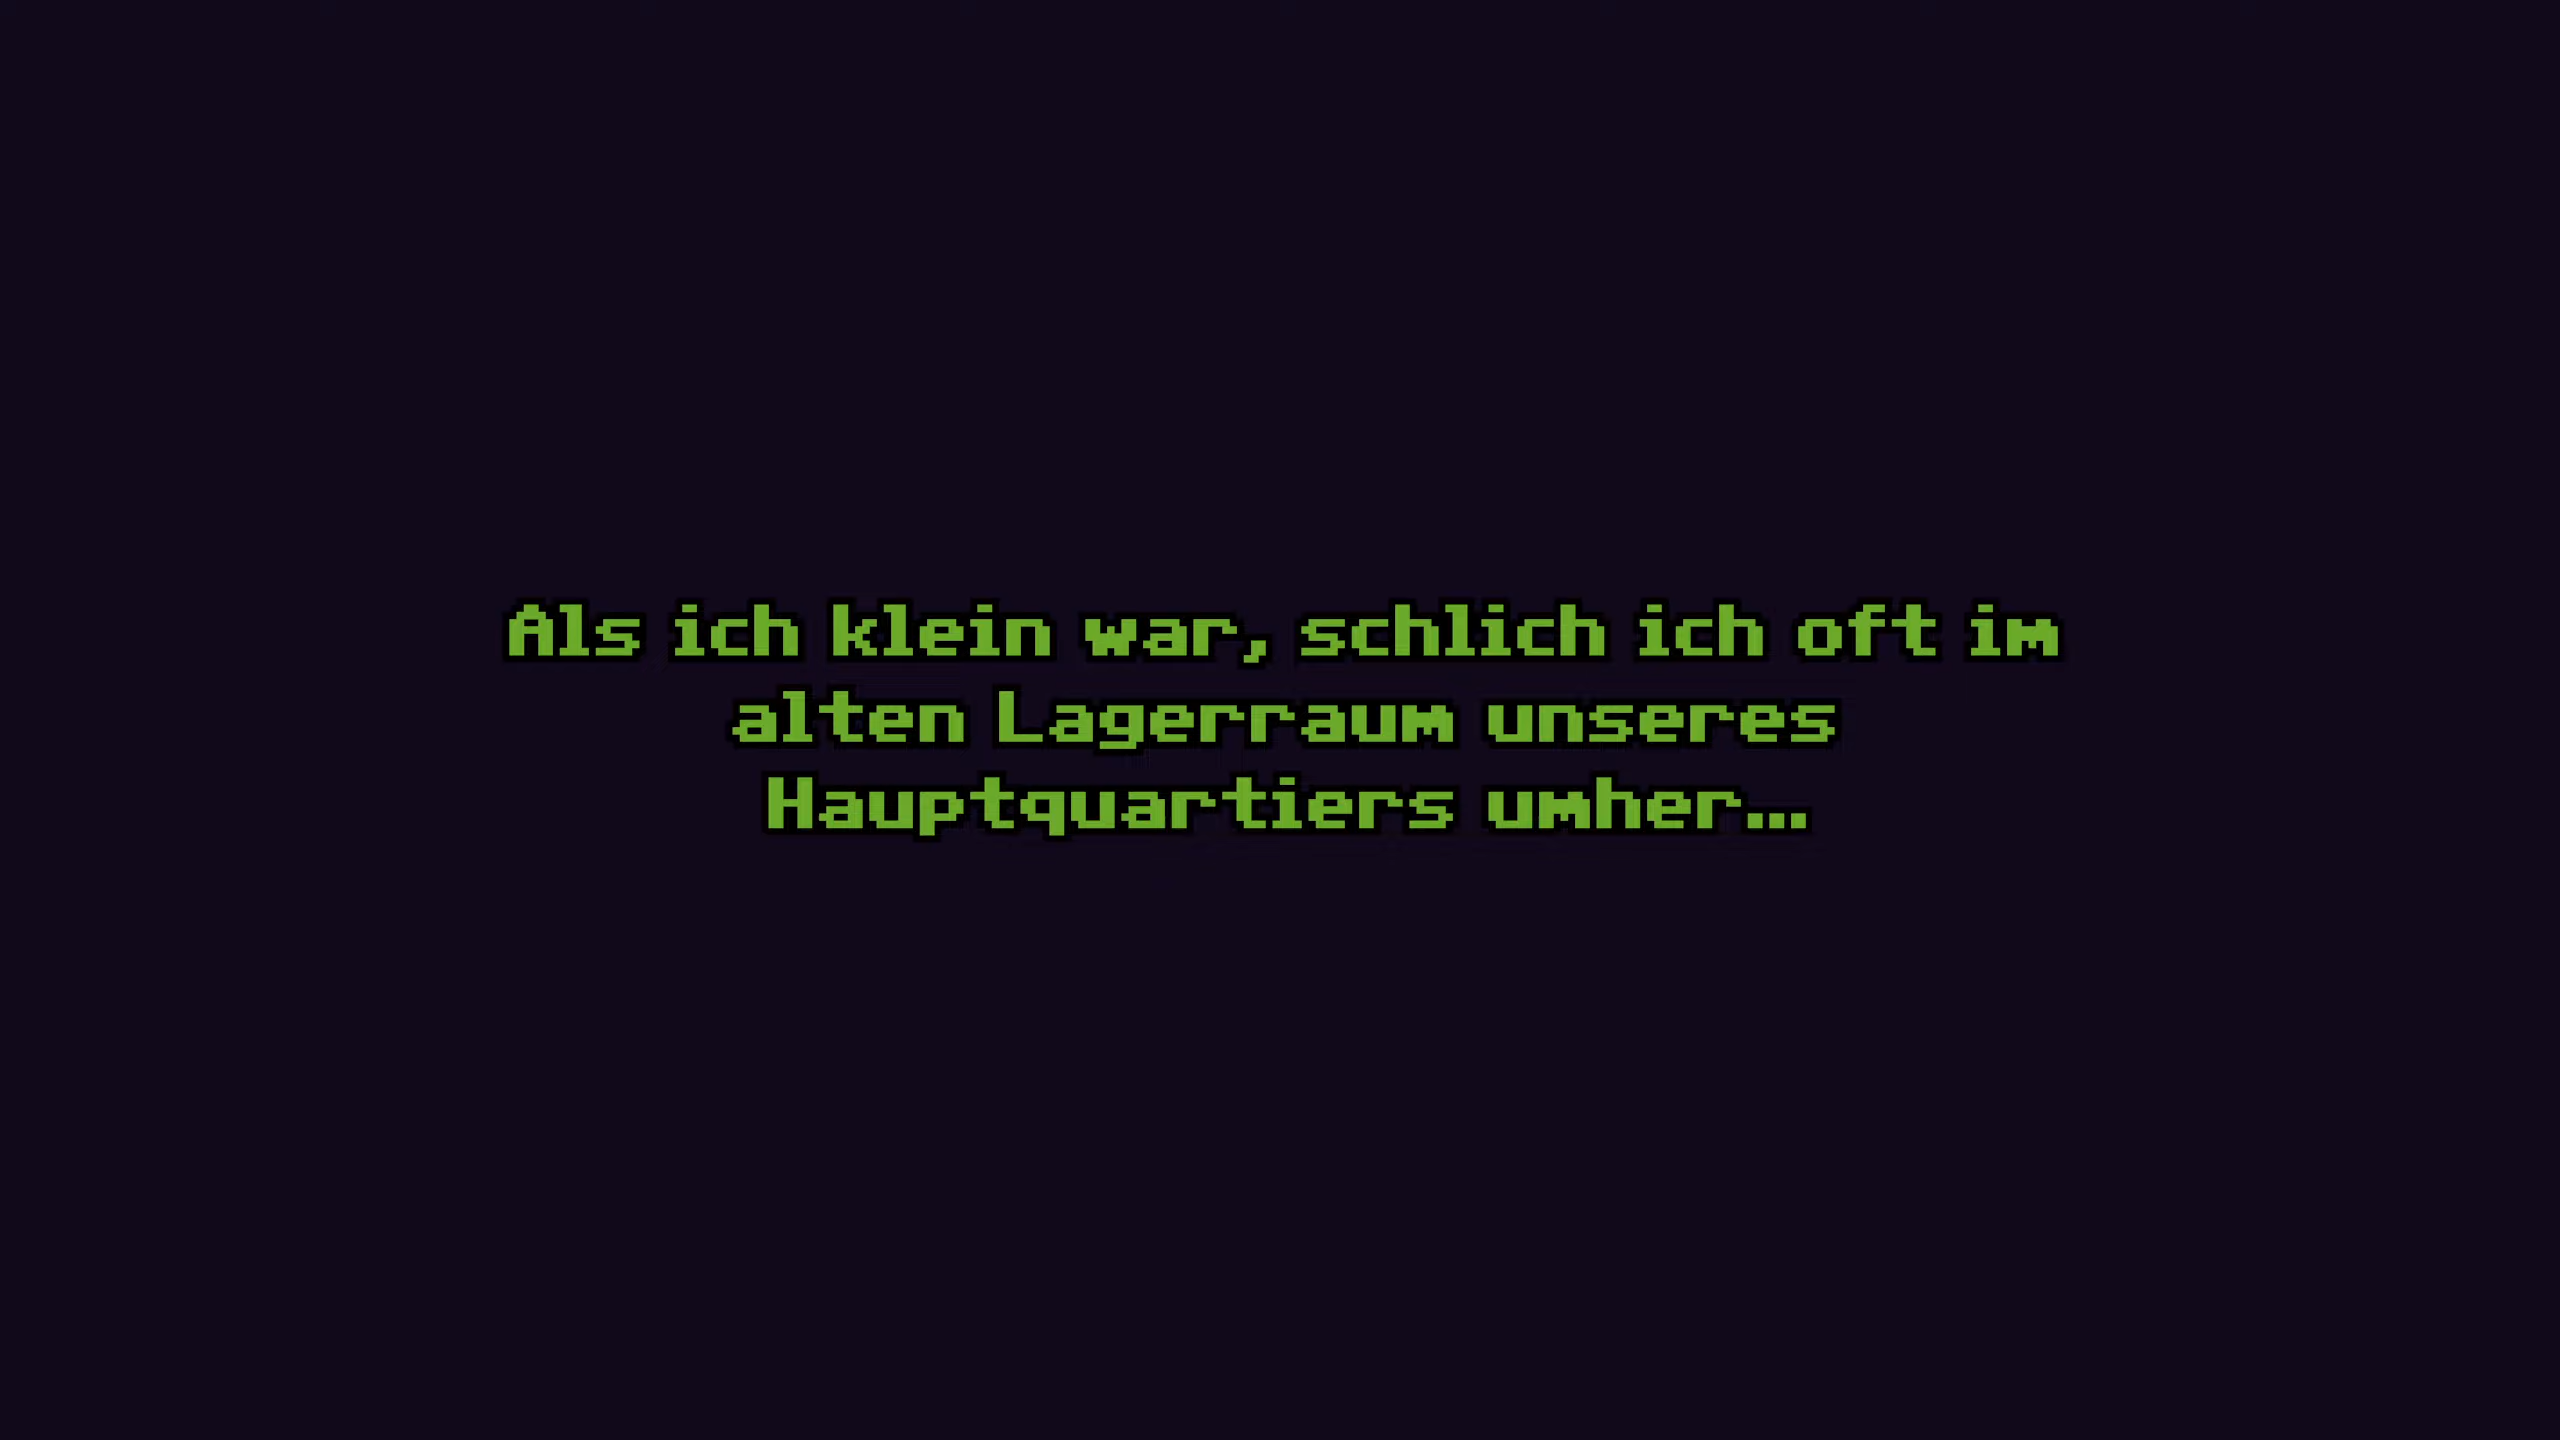 Als ich klein war, schlich ich oft im
alten Lagerraum unseres
Hauptquartiers umher...